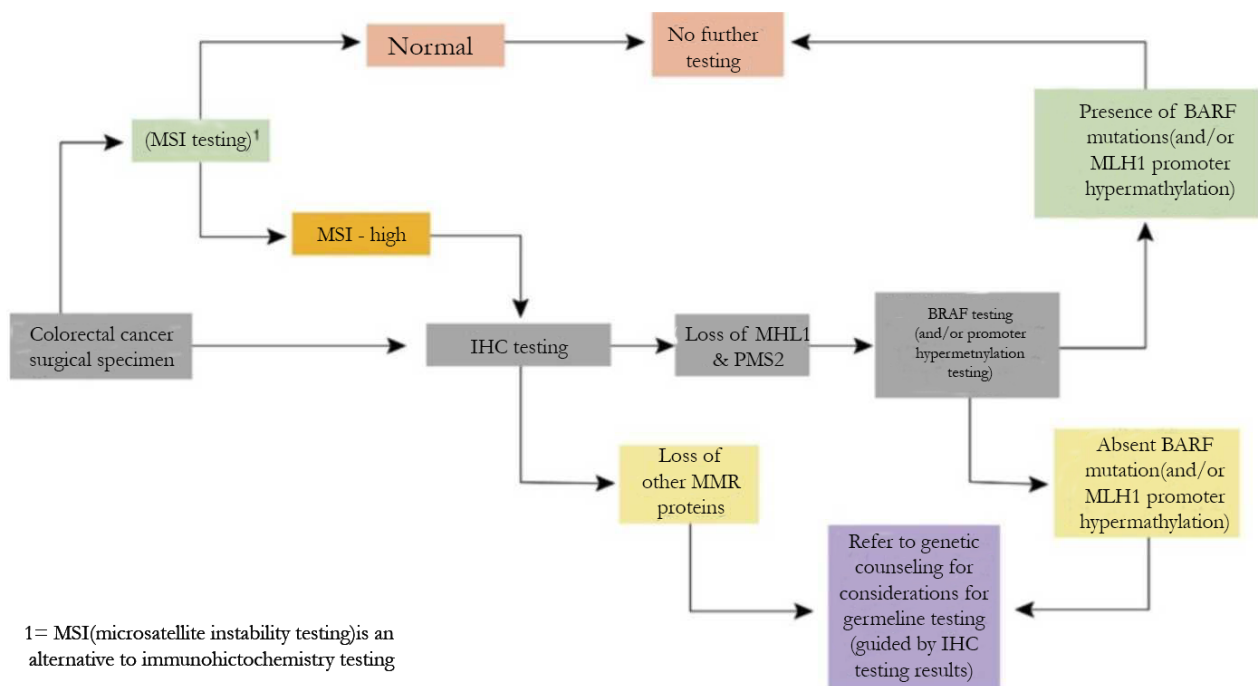 Normal
No further
testing
(MSI testing)¹
Presence of BARF
mutations(and/or
MLH1 promoter
hypermathylation)
MSI - high
Colorectal cancer
surgical specimen
IHC testing
Loss of MHL1
& PMS2
BRAF testing
(and/or promoter
hypermetnylation
testing)
Loss of
other MMR
proteins
Absent BARF
mutation(and/or
MLH1 promoter
hypermathylation)
Refer to genetic
counseling for
considerations for
germeline testing
(guided by IHC
testing results)
1= MSI(microsatellite instability testing)is an
alternative to immunohictochemistry testing